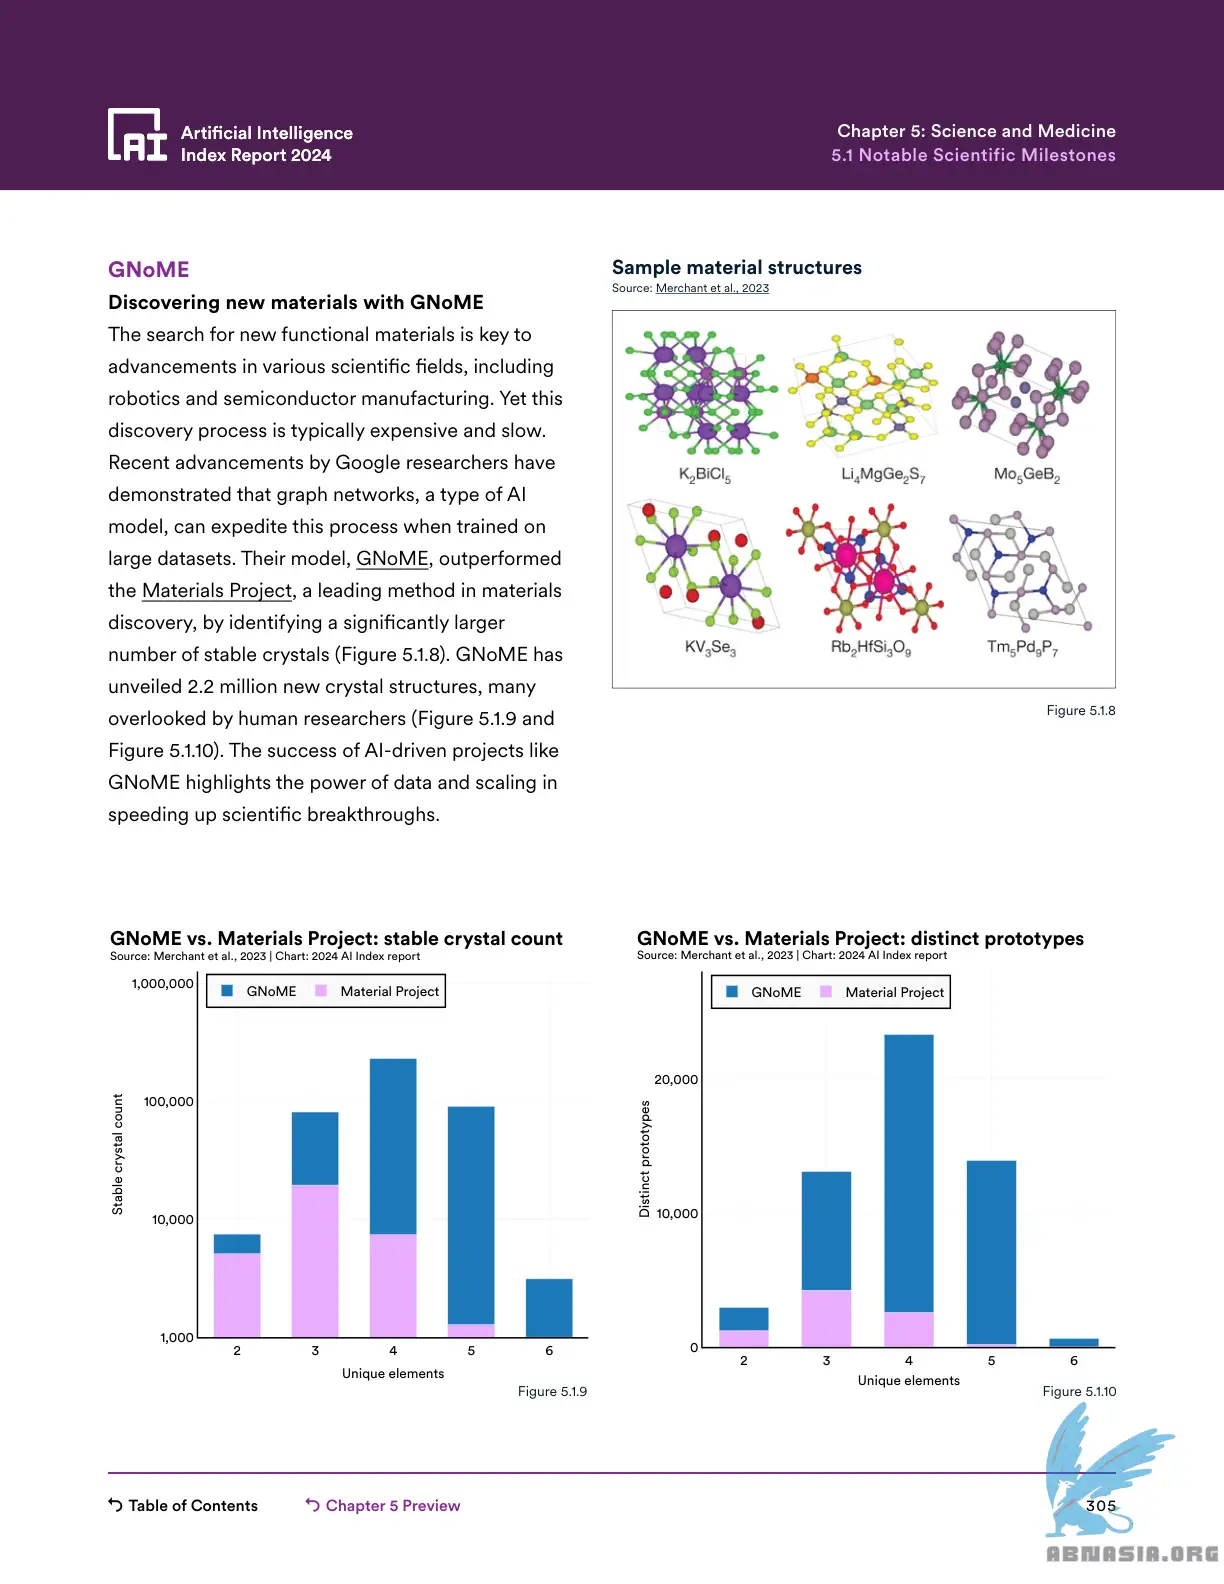 Artificial Intelligence
Index Report 2024
Chapter 5: Science and Medicine
5.1 Notable Scientific Milestones
GNoME
Discovering new materials with GNoME
The search for new functional materials is key to
advancements in various scientific fields, including
robotics and semiconductor manufacturing. Yet this
discovery process is typically expensive and slow.
Recent advancements by Google researchers have
demonstrated that graph networks, a type of AI
model, can expedite this process when trained on
large datasets. Their model, GNoME, outperformed
the Materials Project, a leading method in materials
discovery, by identifying a significantly larger
number of stable crystals (Figure 5.1.8). GNoME has
unveiled 2.2 million new crystal structures, many
overlooked by human researchers (Figure 5.1.9 and
Figure 5.1.10). The success of AI-driven projects like
GNoME highlights the power of data and scaling in
speeding up scientific breakthroughs.
Sample material structures
Source: Merchant et al., 2023
K₂BiCl₅ Li₄MgGe₂S₇ Mo₅GeB₂
KV₃Se₃ Rb₂HfSi₃O₉ Tm₅Pd₉P₇
Figure 5.1.8
GNoME vs. Materials Project: stable crystal count
Source: Merchant et al., 2023 | Chart: 2024 AI Index report
GNoME Material Project
1,000,000
100,000
10,000
1,000
Stable crystal count
2 3 4 5 6
Unique elements
Figure 5.1.9
GNoME vs. Materials Project: distinct prototypes
Source: Merchant et al., 2023 | Chart: 2024 AI Index report
GNoME Material Project
20,000
10,000
0
Distinct prototypes
2 3 4 5 6
Unique elements
Figure 5.1.10
Table of Contents
Chapter 5 Preview
305
ABNASIA.ORG